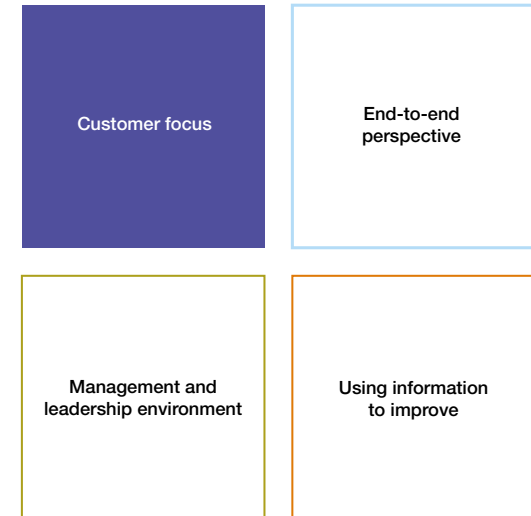 Customer focus
End-to-end
perspective
Management and
leadership environment
Using information
to improve